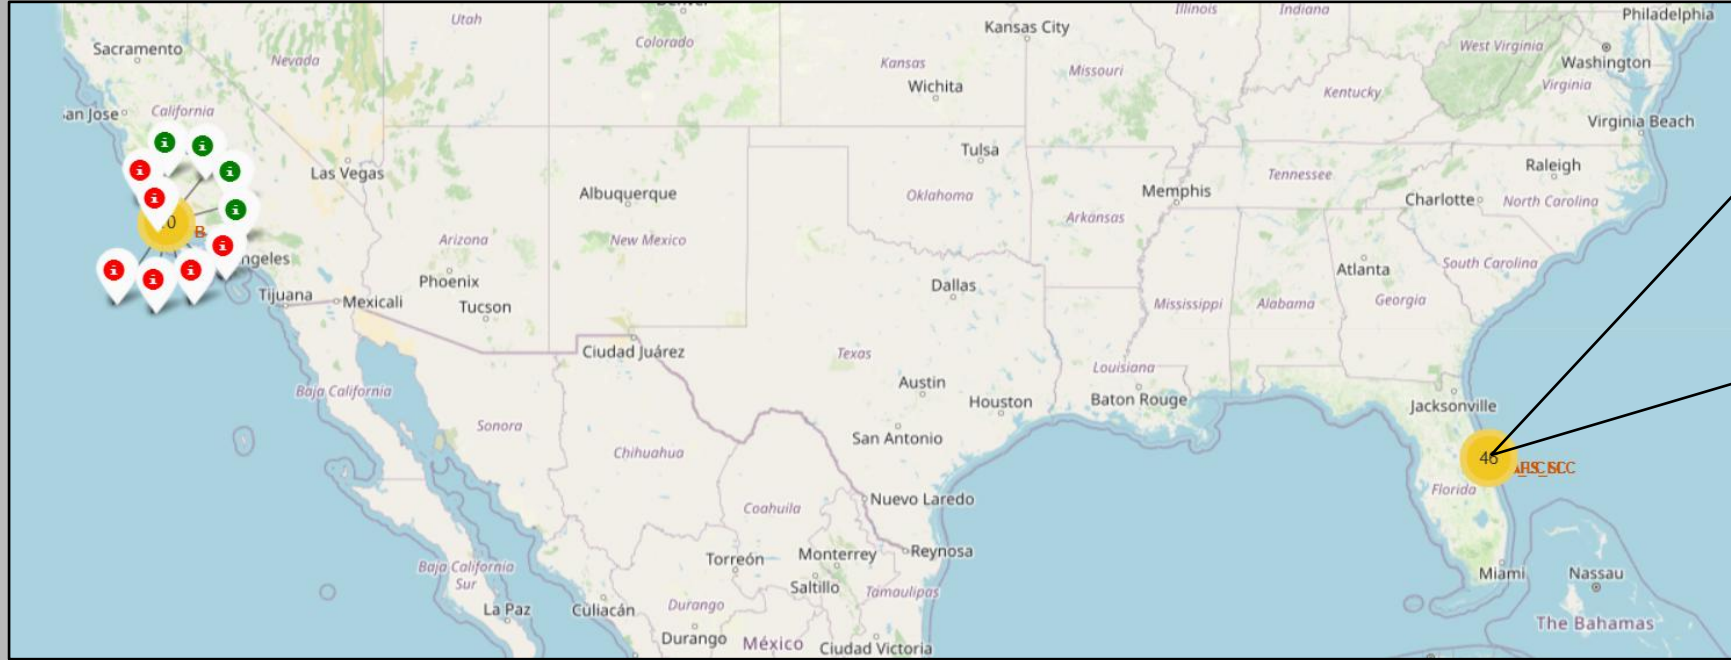 Denver
Utah
Illinois
Indiana
Philadelphia
Kansas City
Sacramento
Colorado
West Virginia
Washington
Nevada
Kansas
Missouri
Wichita
Kentucky
Virginia
California
an Jose
Virginia Beach
Tulsa
Raleigh
Las Vegas
Tennessee
Albuquerque
Oklahoma
Memphis
Charlotte
North Carolina
Arkansas
0
B
Arizona
New Mexico
ngeles
South Carolina
Atlanta
Phoenix
Dallas
Tijuana
Mexicali
Tucson
Mississippi
Alabama
Georgia
Ciudad Juárez
Texas
Louisiana
Austin
Baja California
Houston
Baton Rouge
Jacksonville
Sonora
San Antonio
Chihuahua
46
Florida
Nuevo Laredo
Coahuila
Torreón
Monterrey
Reynosa
Baja California
Sur
Saltillo
Tamaulipas
Miami
Nassau
La Paz
Culiacán
Durango
The Bahamas
Durango
México
Ciudad Victoria